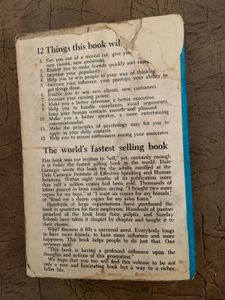 12 Things this book wil
1. Get you out of a mental rut, give you
new visions, new ambitions.
2. Enable you to make friends quickly and easily.
3. Increase your popularity.
4. Help you to win people to your way of thinking.
5. Increase your influence, your prestige, your ability to
get things done.
6. Enable you to win new clients, new customers
7. Increase your earning power.
8. Make you a better salesman, a better executive.
9. Help you to handle complaints, avoid arguments,
keep your human contacts smooth and pleasant.
10. Make you a better speaker, a more entertaining
conversationalist.
11. Make the principles of psychology easy for you to
apply in your daily contacts.
12. Help you to arouse enthusiasm among your associates.
The world's fastest selling book
This book was not written to "sell," yet, curiously enough
it is today the fastest selling book in the world. Dale
Carnegie wrote this book for the adults enrolled at the
Dale Carnegie Institute of Effective Speaking and Human
Relations. Within eight months of its publication more
than half a million copies had been sold. Thousands of
letters poured in from readers, saying, "I bought two more
copies for my boys," or "I want six copies for my friends,"
or "Send me a dozen copies for my sales force."
Hundreds of large organizations have purchased the
book in quantities for their employees. Hundreds of pastors
preached of the book from their pulpits, and Sunday
Schools have taken it chapter by chapter and taught it to
their classes.
Why? Because it fills a universal need. Everybody longs
to have more friends, to have more influence and more
happiness. This book helps people to do just that. One
reviewer said:
"This book is having a profound influence upon the
thoughts and actions of this generation."
We hope that you too will find this volume to be not
only a new and fascinating book but a way to a richer,
fuller life.